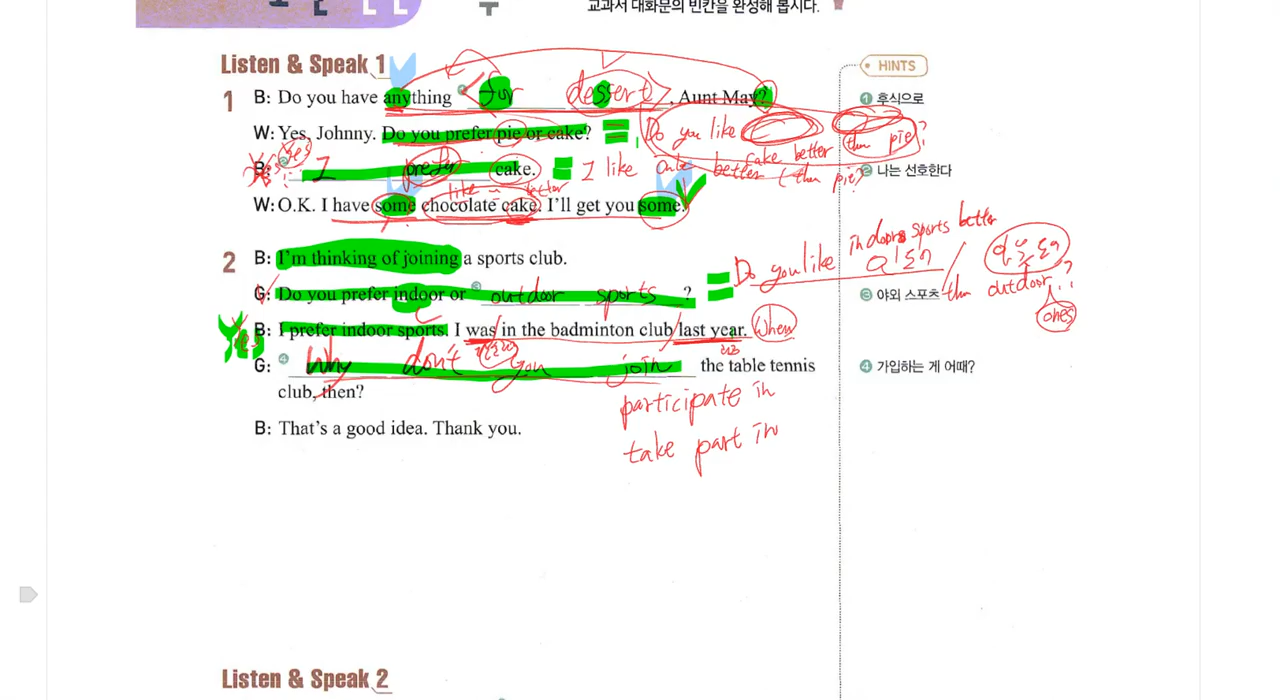 교과서 대화문의 빈칸을 완성해 봅시다.
Listen & Speak 1
HINTS
1 B: Do you have anything ① for dessert, Aunt May?
① 후식으로
W: Yes, Johnny. Do you prefer pie or cake? = Do you like cake better than pie?
B: ② Yes I prefer cake. = I like cake better (than pie)
② 나는 선호한다
like better
W: O.K. I have some chocolate cake. I'll get you some.
2 B: I'm thinking of joining a sports club.
Do you like indoor sports better
than outdoor ones?
G: Do you prefer indoor or ③ outdoor sports ?
③ 야외 스포츠
B: I prefer indoor sports. I was in the badminton club last year. When
Yes
G: ④ Why don't you join the table tennis
④ 가입하는 게 어때?
club, then?
participate in
B: That's a good idea. Thank you.
take part in
Listen & Speak 2